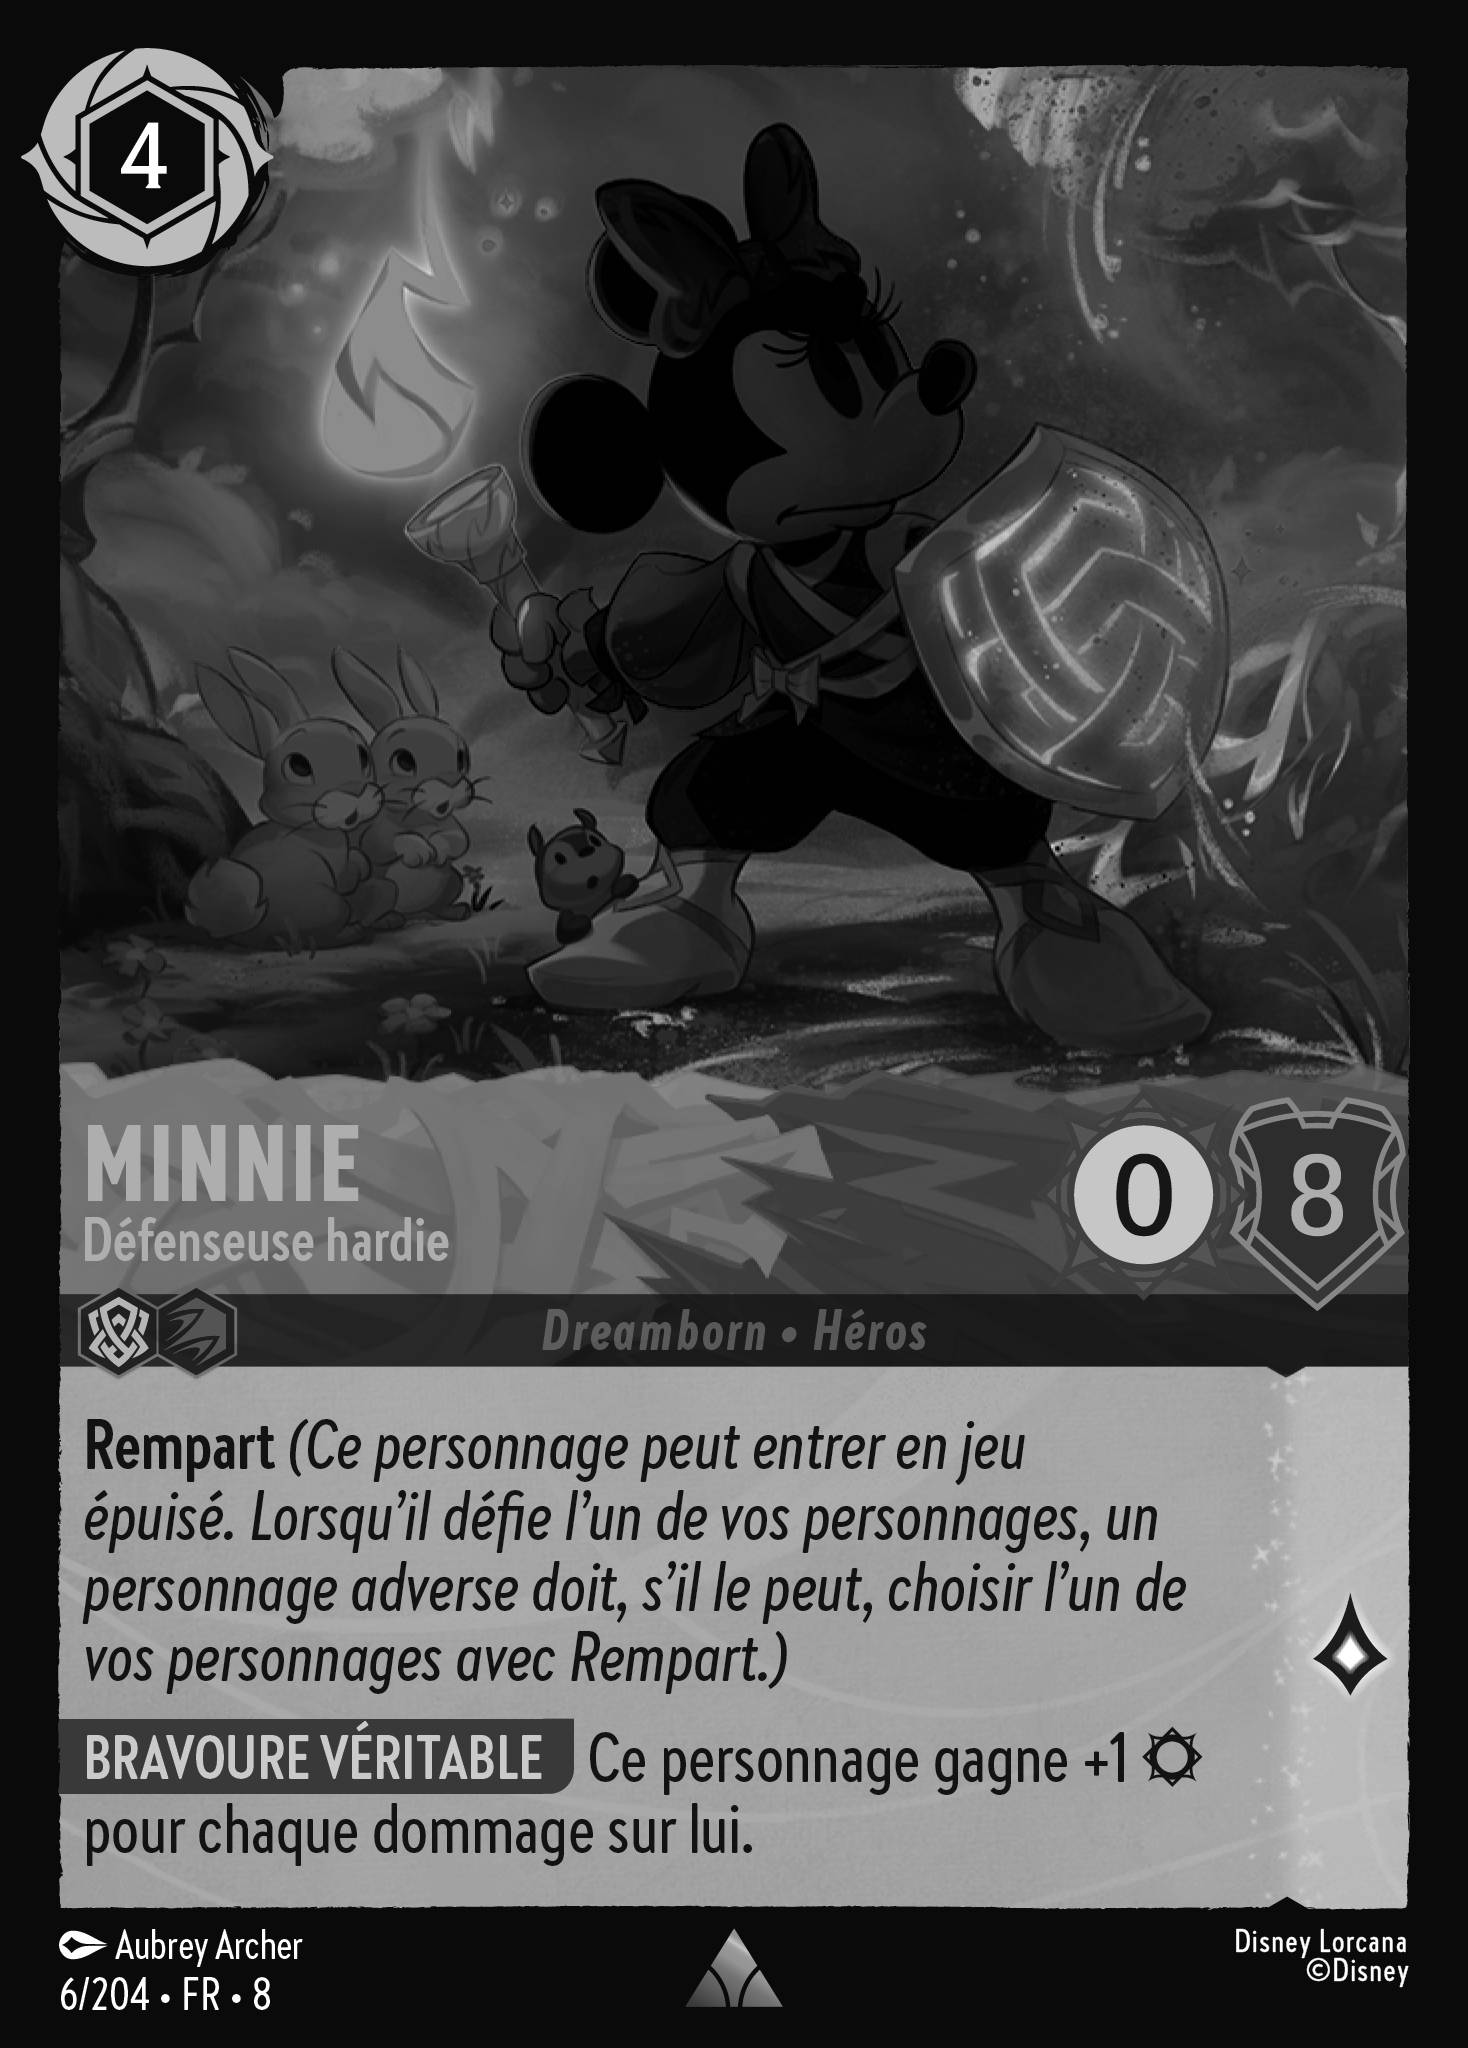 4
MINNIE
Défenseuse hardie
0
8
Dreamborn • Héros
Rempart (Ce personnage peut entrer en jeu
épuisé. Lorsqu’il défie l’un de vos personnages, un
personnage adverse doit, s’il le peut, choisir l’un de
vos personnages avec Rempart.)
BRAVOURE VÉRITABLE Ce personnage gagne +1
pour chaque dommage sur lui.
Aubrey Archer
6/204 • FR • 8
Disney Lorcana
©Disney